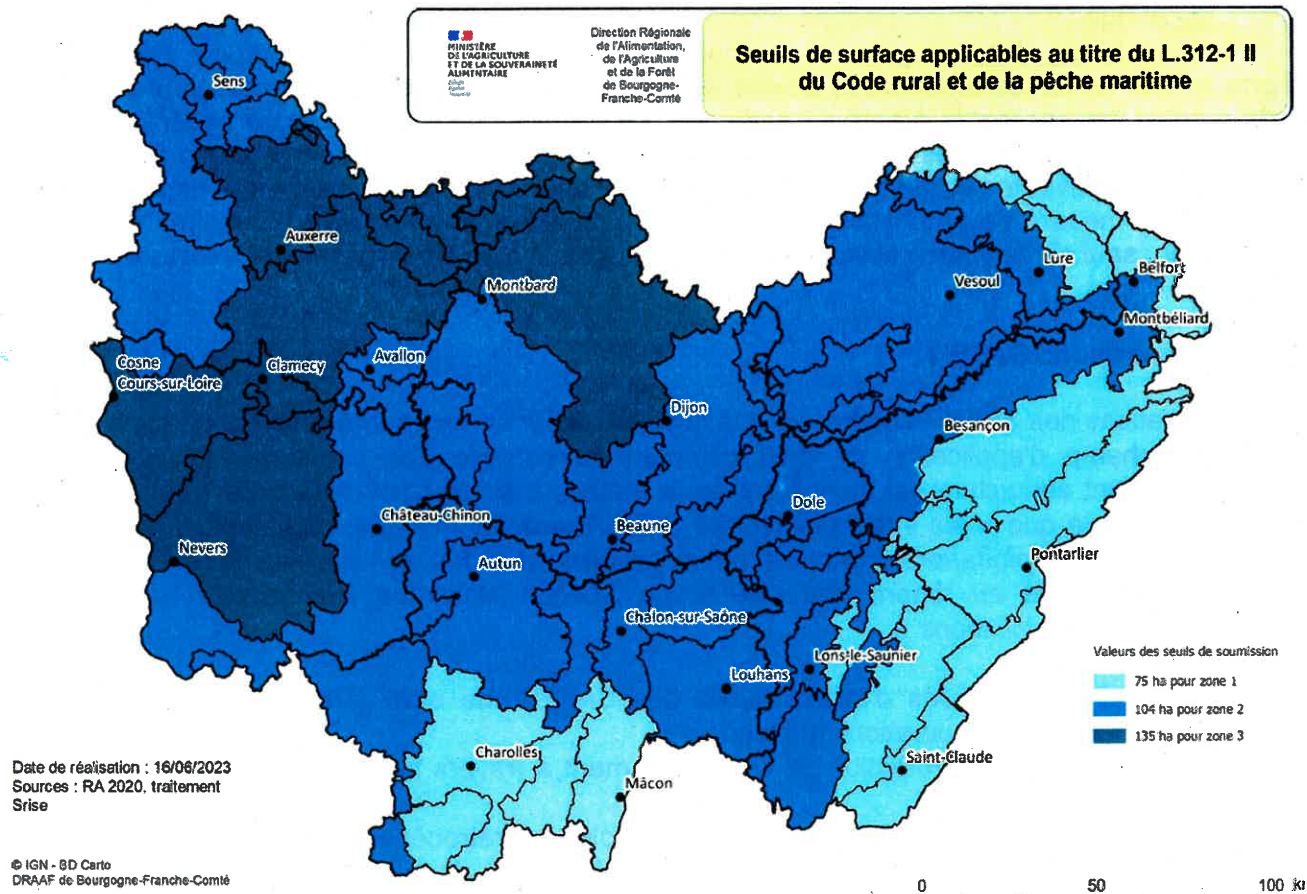 MINISTÈRE
DE L'AGRICULTURE
ET DE LA SOUVERAINETÉ
ALIMENTAIRE
Direction Régionale
de l'Alimentation,
de l'Agriculture
et de la Forêt
de Bourgogne-
Franche-Comté
Seuils de surface applicables au titre du L.312-1 II
du Code rural et de la pêche maritime
Sens
Auxerre
Montbard
Vesoul
Lure
Belfort
Montbéliard
Cosne
Cours-sur-Loire
Clamecy
Avallon
Dijon
Besançon
Château-Chinon
Nevers
Autun
Beaune
Dole
Pontarlier
Chalon-sur-Saône
Louhans
Lons-le-Saunier
Charolles
Mâcon
Saint-Claude
Valeurs des seuils de soumission
75 ha pour zone 1
104 ha pour zone 2
135 ha pour zone 3
Date de réalisation : 16/06/2023
Sources : RA 2020, traitement
Srise
© IGN - BD Carto
DRAAF de Bourgogne-Franche-Comté
0 50 100